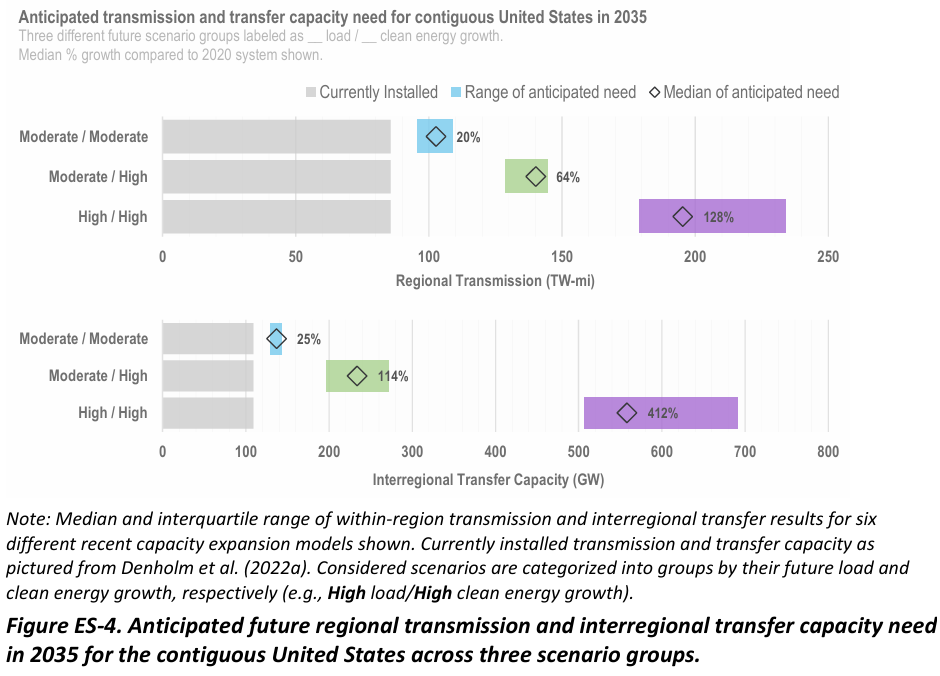 Anticipated transmission and transfer capacity need for contiguous United States in 2035
Three different future scenario groups labeled as __ load / __ clean energy growth.
Median % growth compared to 2020 system shown.
Currently Installed Range of anticipated need Median of anticipated need
Moderate / Moderate 20%
Moderate / High 64%
High / High 128%
0 50 100 150 200 250
Regional Transmission (TW-mi)
Moderate / Moderate 25%
Moderate / High 114%
High / High 412%
0 100 200 300 400 500 600 700 800
Interregional Transfer Capacity (GW)
Note: Median and interquartile range of within-region transmission and interregional transfer results for six
different recent capacity expansion models shown. Currently installed transmission and transfer capacity as
pictured from Denholm et al. (2022a). Considered scenarios are categorized into groups by their future load and
clean energy growth, respectively (e.g., High load/High clean energy growth).
Figure ES-4. Anticipated future regional transmission and interregional transfer capacity need
in 2035 for the contiguous United States across three scenario groups.